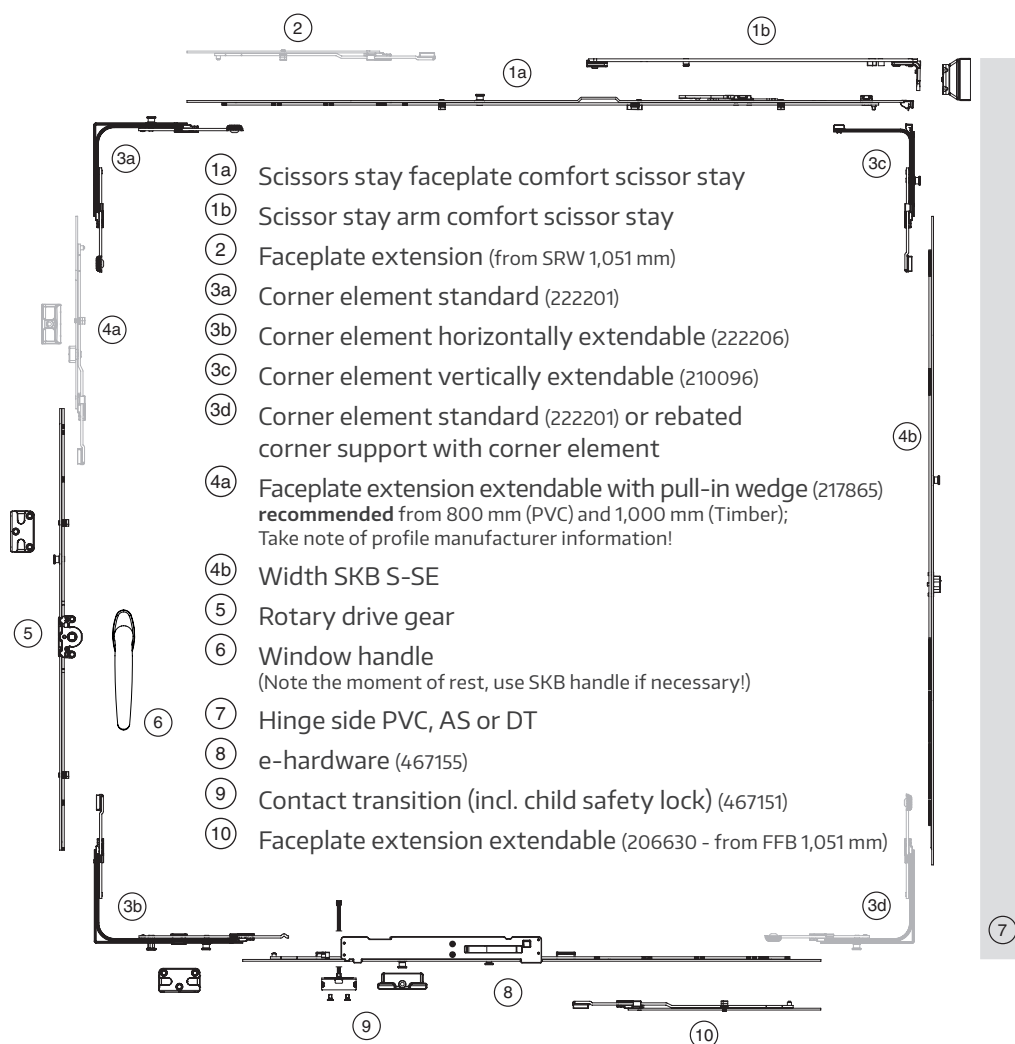 2
1b
1a
3a
3c
1a Scissors stay faceplate comfort scissor stay
1b Scissor stay arm comfort scissor stay
2 Faceplate extension (from SRW 1,051 mm)
3a Corner element standard (222201)
4a
3b Corner element horizontally extendable (222206)
3c Corner element vertically extendable (210096)
3d Corner element standard (222201) or rebated
corner support with corner element
4b
4a Faceplate extension extendable with pull-in wedge (217865)
recommended from 800 mm (PVC) and 1,000 mm (Timber);
Take note of profile manufacturer information!
4b Width SKB S-SE
5 Rotary drive gear
5
6 Window handle
(Note the moment of rest, use SKB handle if necessary!)
6
7 Hinge side PVC, AS or DT
8 e-hardware (467155)
9 Contact transition (incl. child safety lock) (467151)
10 Faceplate extension extendable (206630 - from FFB 1,051 mm)
3b
3d
7
8
9
10